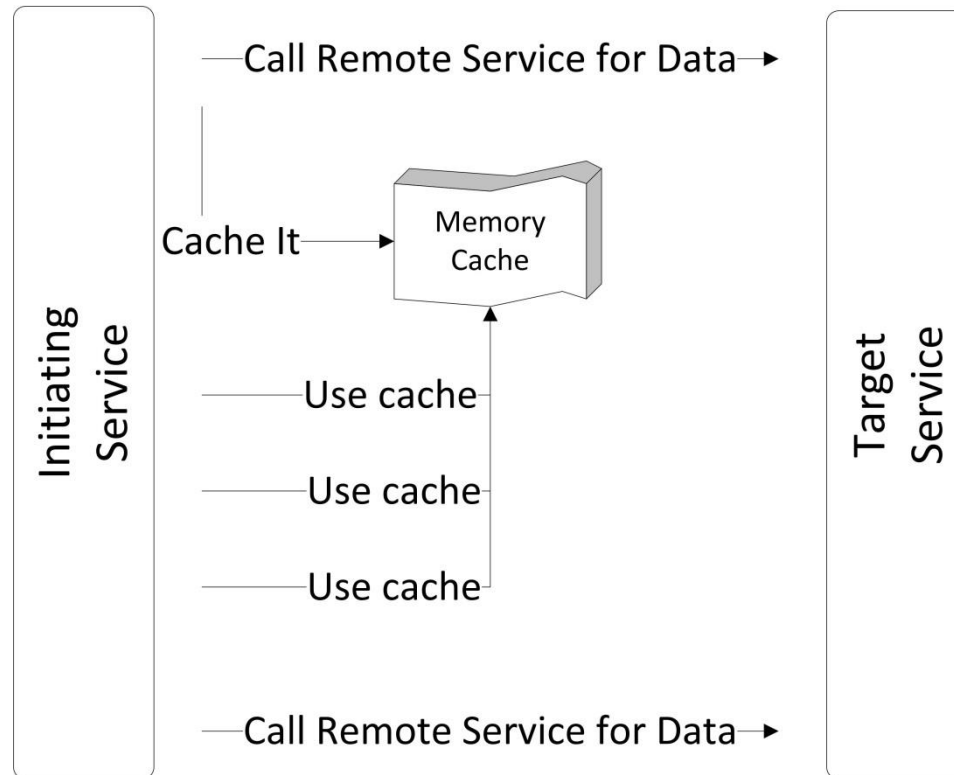 Call Remote Service for Data
Memory
Cache
Cache It
Initiating
Service
Use cache
Use cache
Use cache
Target
Service
Call Remote Service for Data